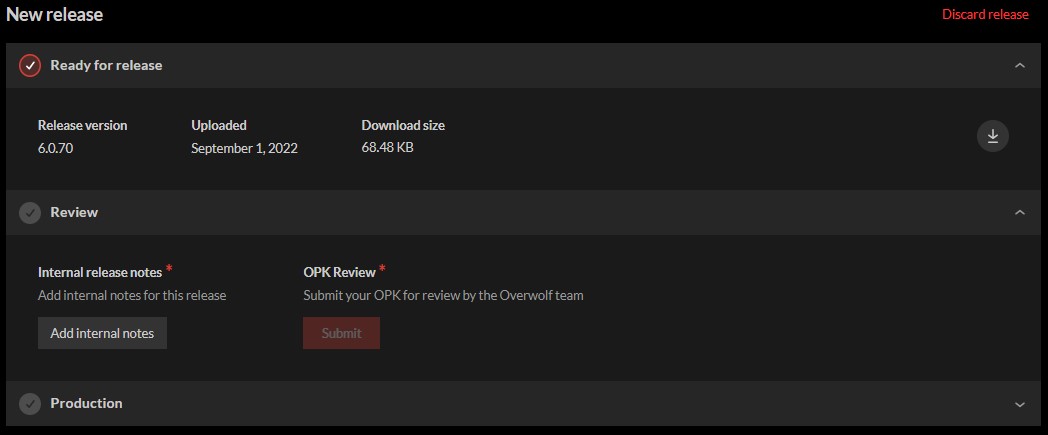 New release
Discard release
Ready for release
Release version Uploaded Download size
6.0.70 September 1, 2022 68.48 KB
Review
Internal release notes * OPK Review *
Add internal notes for this release Submit your OPK for review by the Overwolf team
Add internal notes Submit
Production